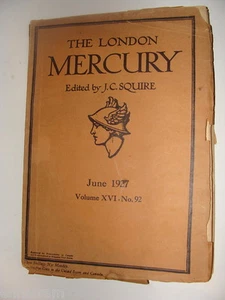 THE LONDON
MERCURY
Edited by J.C. SQUIRE
June 1927
Volume XVI. No. 92